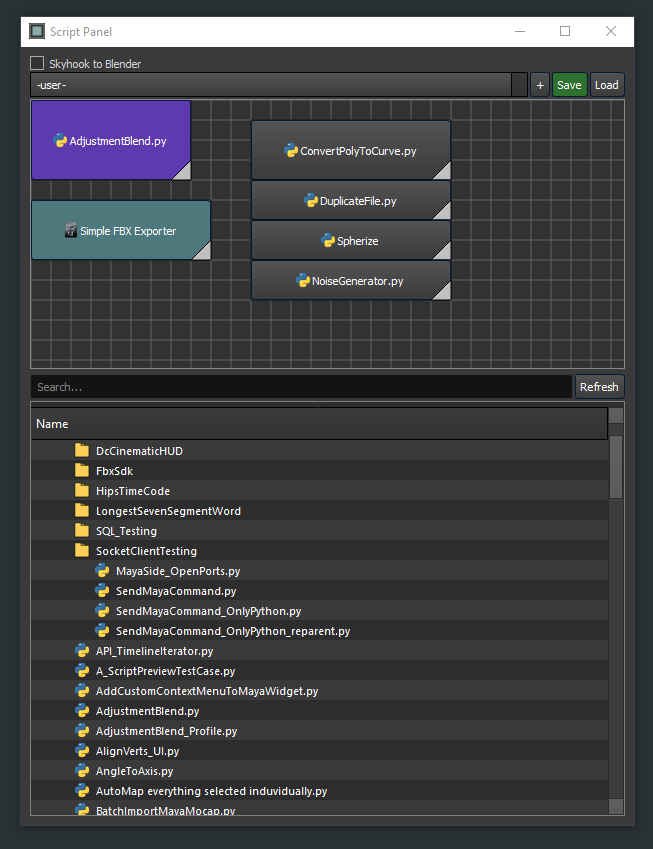 Script Panel
Skyhook to Blender
-user-
+
Save
Load
AdjustmentBlend.py
ConvertPolyToCurve.py
DuplicateFile.py
Simple FBX Exporter
Spherize
NoiseGenerator.py
Search...
Refresh
Name
DcCinematicHUD
FbxSdk
HipsTimeCode
LongestSevenSegmentWord
SQL_Testing
SocketClientTesting
MayaSide_OpenPorts.py
SendMayaCommand.py
SendMayaCommand_OnlyPython.py
SendMayaCommand_OnlyPython_reparent.py
API_TimelineIterator.py
A_ScriptPreviewTestCase.py
AddCustomContextMenuToMayaWidget.py
AdjustmentBlend.py
AdjustmentBlend_Profile.py
AlignVerts_UI.py
AngleToAxis.py
AutoMap everything selected induvidually.py
BatchImportMayaMocap.py